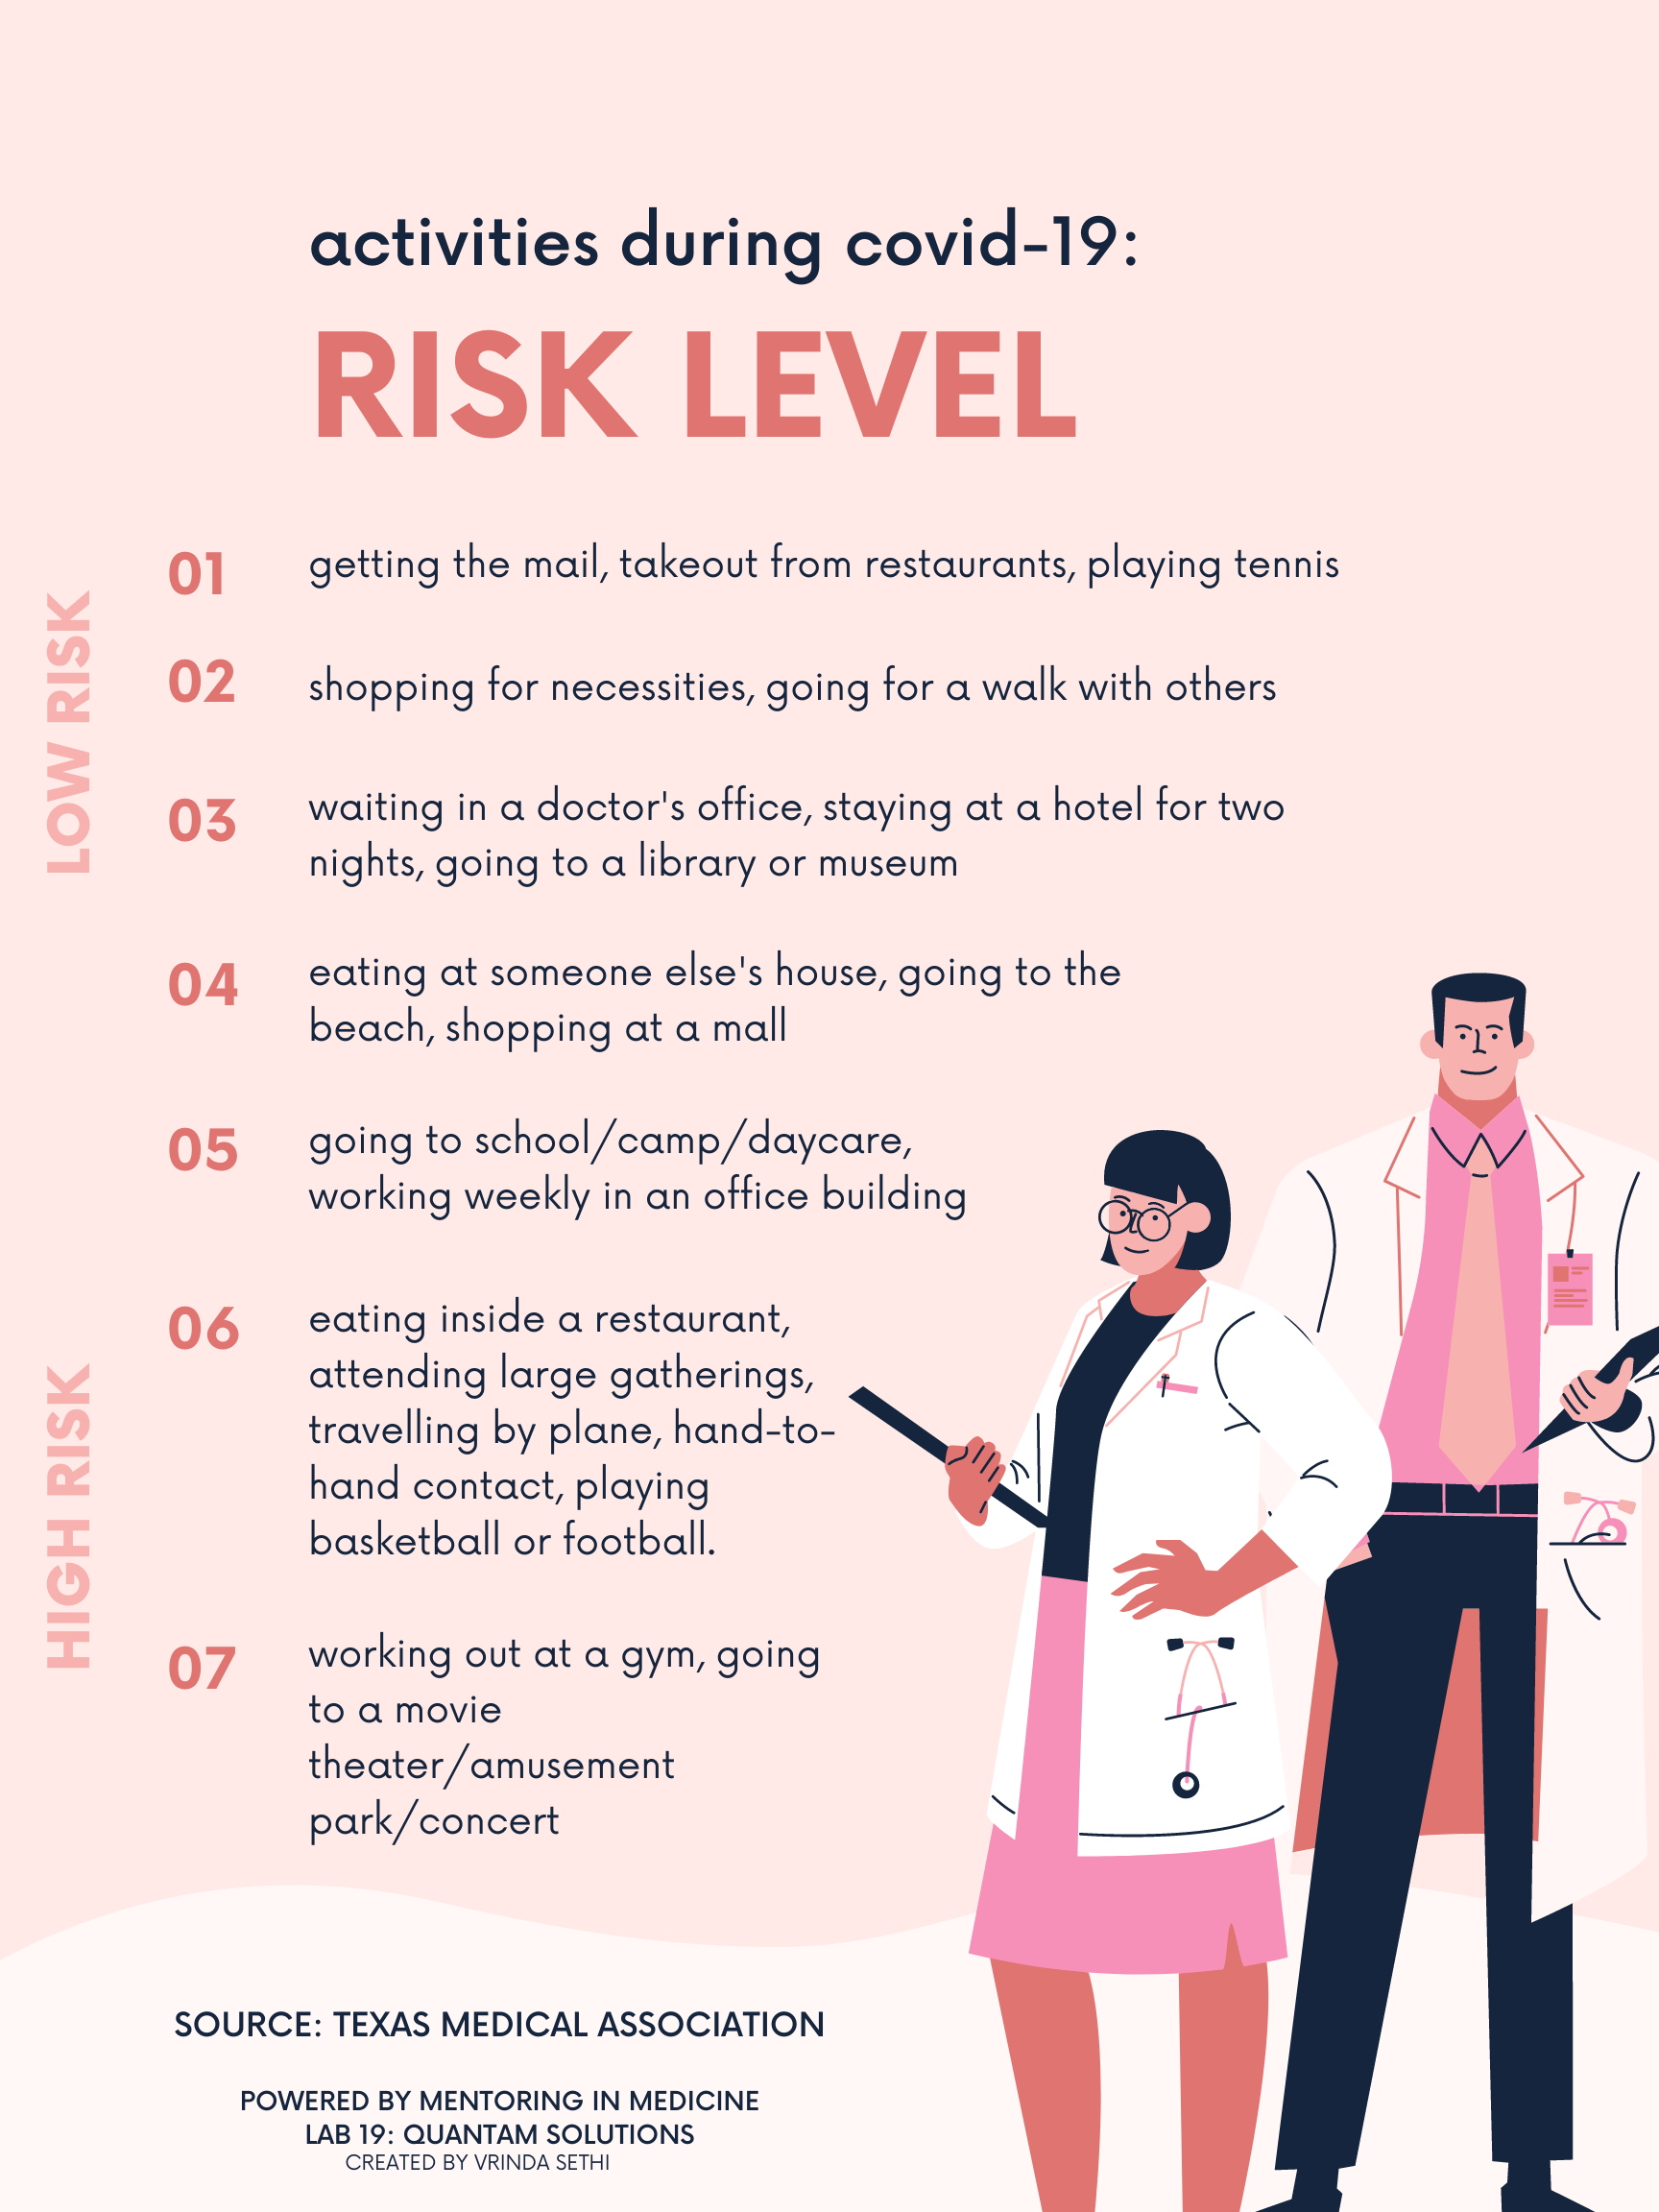 activities during covid-19:
RISK LEVEL
LOW RISK
01
getting the mail, takeout from restaurants, playing tennis
02
shopping for necessities, going for a walk with others
03
waiting in a doctor's office, staying at a hotel for two
nights, going to a library or museum
04
eating at someone else's house, going to the
beach, shopping at a mall
05
going to school/camp/daycare,
working weekly in an office building
HIGH RISK
06
eating inside a restaurant,
attending large gatherings,
travelling by plane, hand-to-
hand contact, playing
basketball or football.
07
working out at a gym, going
to a movie
theater/amusement
park/concert
SOURCE: TEXAS MEDICAL ASSOCIATION
POWERED BY MENTORING IN MEDICINE
LAB 19: QUANTAM SOLUTIONS
CREATED BY VRINDA SETHI